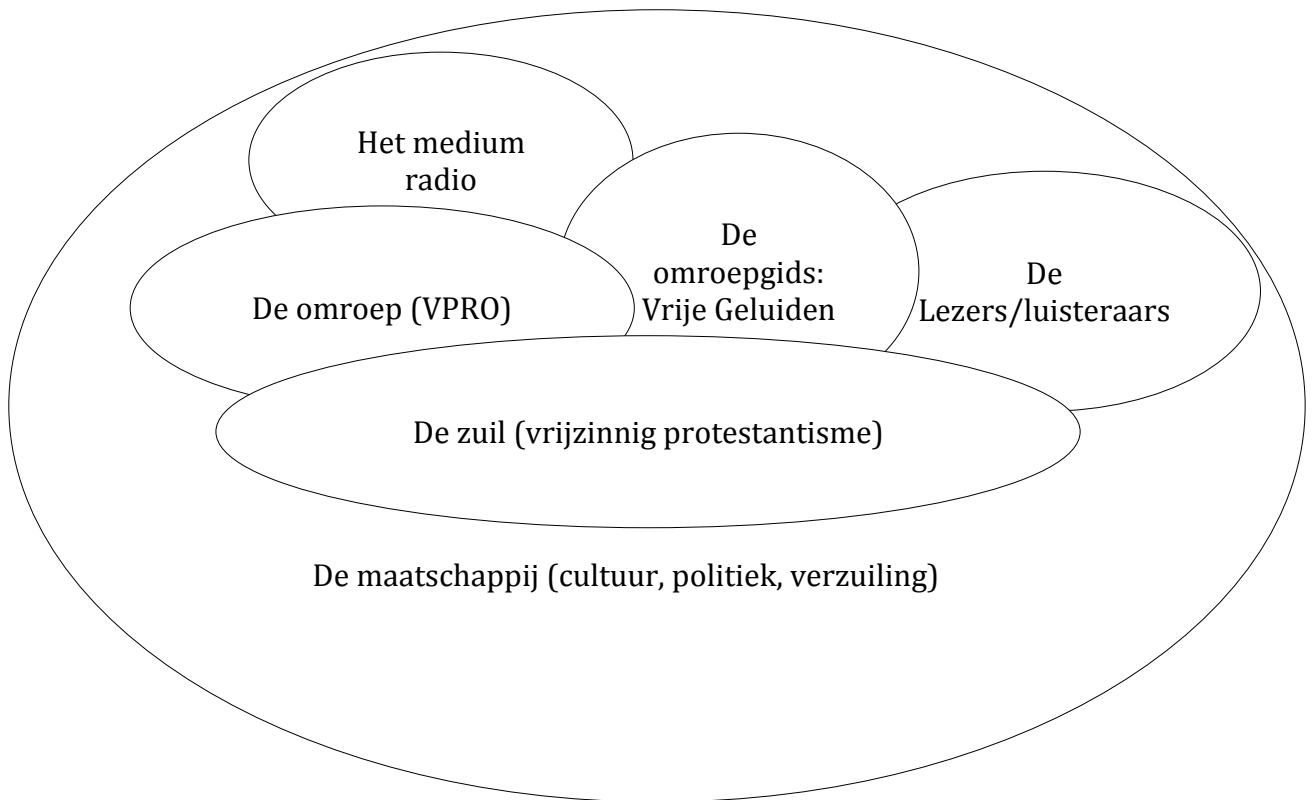 Het medium
radio
De
omroepgids:
Vrije Geluiden
De omroep (VPRO)
De
Lezers/luisteraars
De zuil (vrijzinnig protestantisme)
De maatschappij (cultuur, politiek, verzuiling)